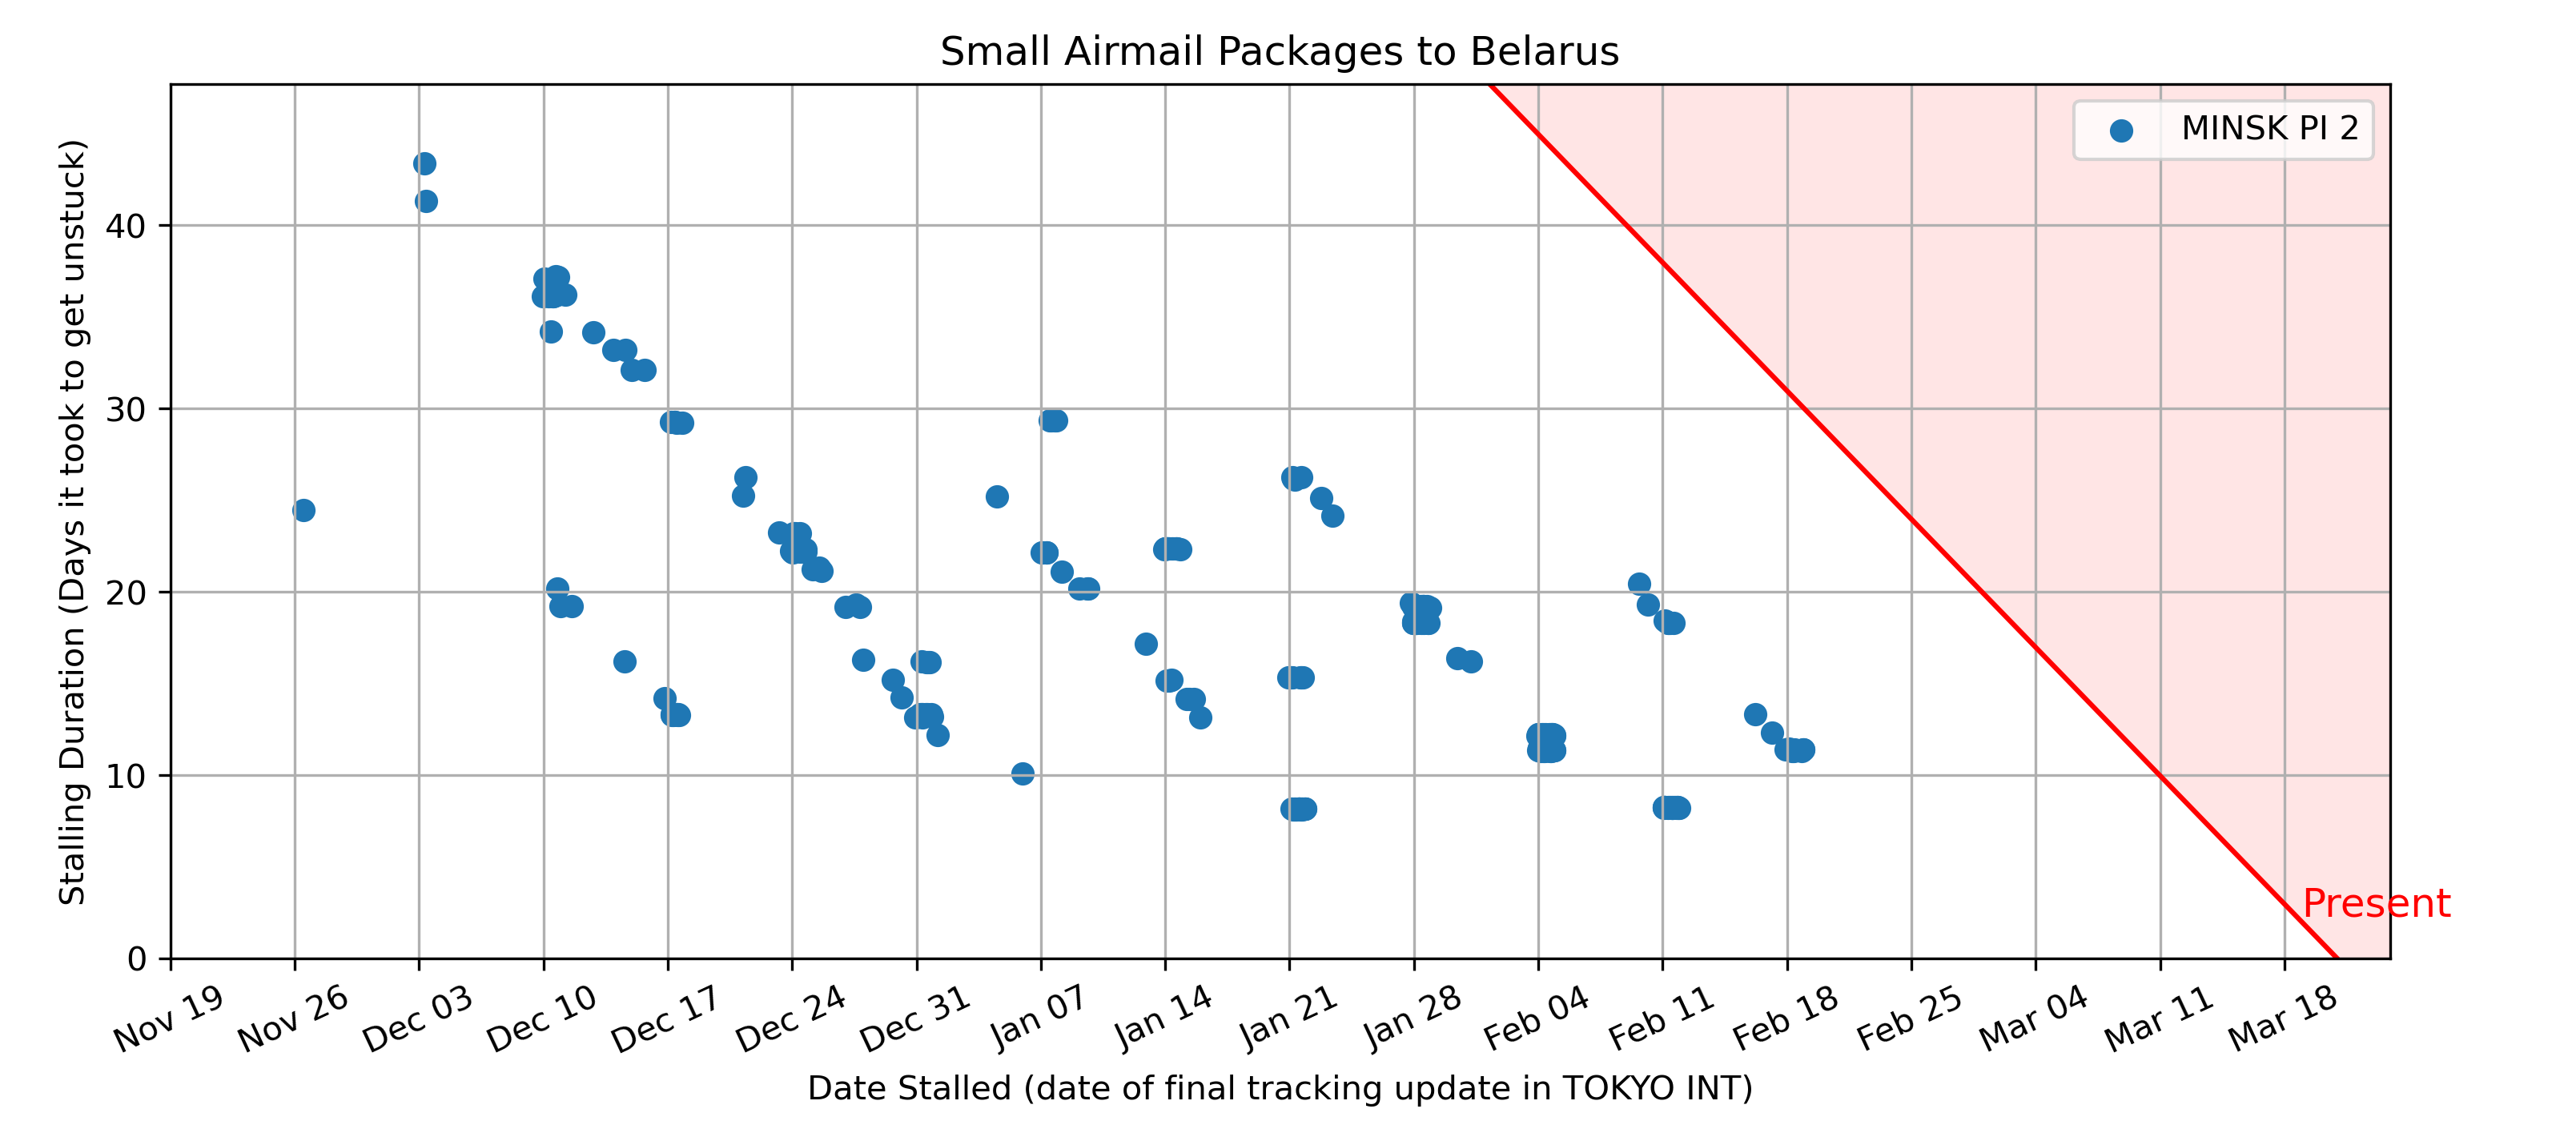 Small Airmail Packages to Belarus
MINSK PI 2
Stalling Duration (Days it took to get unstuck)
40
30
20
10
0
Present
Nov 19 Nov 26 Dec 03 Dec 10 Dec 17 Dec 24 Dec 31 Jan 07 Jan 14 Jan 21 Jan 28 Feb 04 Feb 11 Feb 18 Feb 25 Mar 04 Mar 11 Mar 18
Date Stalled (date of final tracking update in TOKYO INT)